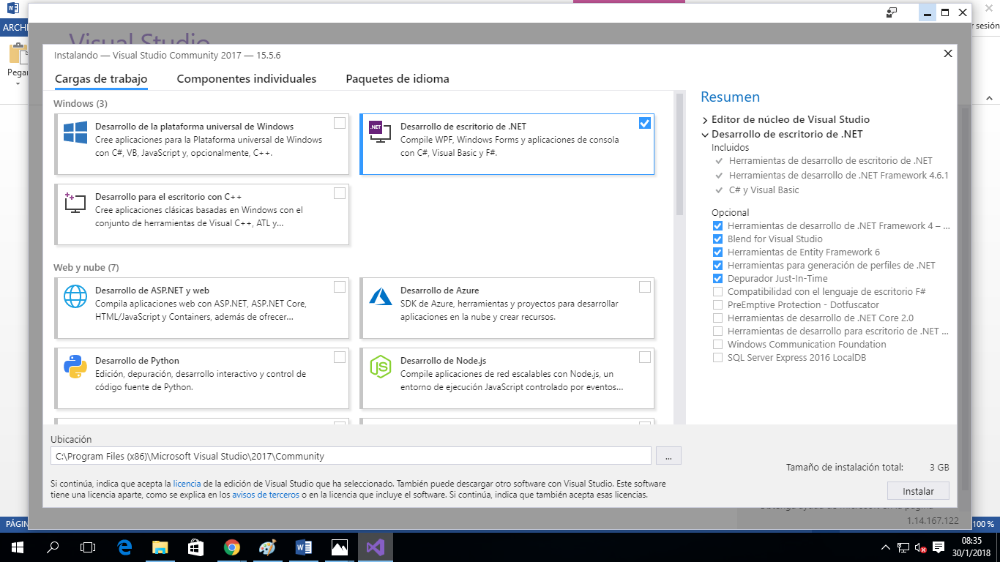 ARCHI
Visual Studio
r sesión
Pegar
Instalando — Visual Studio Community 2017 — 15.5.6
Cargas de trabajo
Componentes individuales
Paquetes de idioma
Windows (3)
Desarrollo de la plataforma universal de Windows
Cree aplicaciones para la Plataforma universal de Windows
con C#, VB, JavaScript y, opcionalmente, C++.
.NET
Desarrollo de escritorio de .NET
Compile WPF, Windows Forms y aplicaciones de consola
con C#, Visual Basic y F#.
Desarrollo para el escritorio con C++
Cree aplicaciones clásicas basadas en Windows con el
conjunto de herramientas de Visual C++, ATL y...
Web y nube (7)
Desarrollo de ASP.NET y web
Compila aplicaciones web con ASP.NET, ASP.NET Core,
HTML/JavaScript y Containers, además de ofrecer...
Desarrollo de Azure
SDK de Azure, herramientas y proyectos para desarrollar
aplicaciones en la nube y crear recursos.
Desarrollo de Python
Edición, depuración, desarrollo interactivo y control de
código fuente de Python.
Desarrollo de Node.js
Compile aplicaciones de red escalables con Node.js, un
entorno de ejecución JavaScript controlado por eventos...
Resumen
Editor de núcleo de Visual Studio
Desarrollo de escritorio de .NET
Incluidos
Herramientas de desarrollo de escritorio de .NET
Herramientas de desarrollo de .NET Framework 4.6.1
C# y Visual Basic
Opcional
Herramientas de desarrollo de .NET Framework 4 – ...
Blend for Visual Studio
Herramientas de Entity Framework 6
Herramientas para generación de perfiles de .NET
Depurador Just-In-Time
Compatibilidad con el lenguaje de escritorio F#
PreEmptive Protection - Dotfuscator
Herramientas de desarrollo de .NET Core 2.0
Herramientas de desarrollo para escritorio de .NET ...
Windows Communication Foundation
SQL Server Express 2016 LocalDB
Ubicación
C:\Program Files (x86)\Microsoft Visual Studio\2017\Community
...
Si continúa, indica que acepta la licencia de la edición de Visual Studio que ha seleccionado. También puede descargar otro software con Visual Studio. Este software
tiene una licencia aparte, como se explica en los avisos de terceros o en la licencia que incluye el software. Si continúa, indica que también acepta esas licencias.
Tamaño de instalación total: 3 GB
Instalar
1.14.167.122
PÁGIN
100 %
08:35
30/1/2018